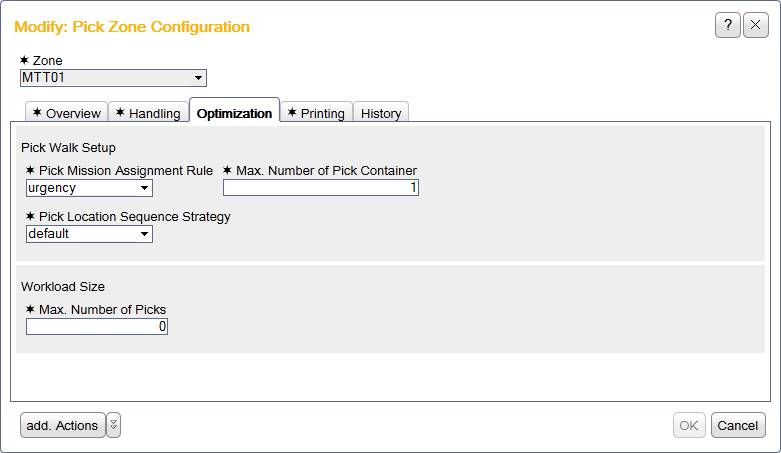 Modify: Pick Zone Configuration
?
✶ Zone
MTT01
✶ Overview ✶ Handling Optimization ✶ Printing History
Pick Walk Setup
✶ Pick Mission Assignment Rule ✶ Max. Number of Pick Container
urgency 1
✶ Pick Location Sequence Strategy
default
Workload Size
✶ Max. Number of Picks
0
add. Actions OK Cancel